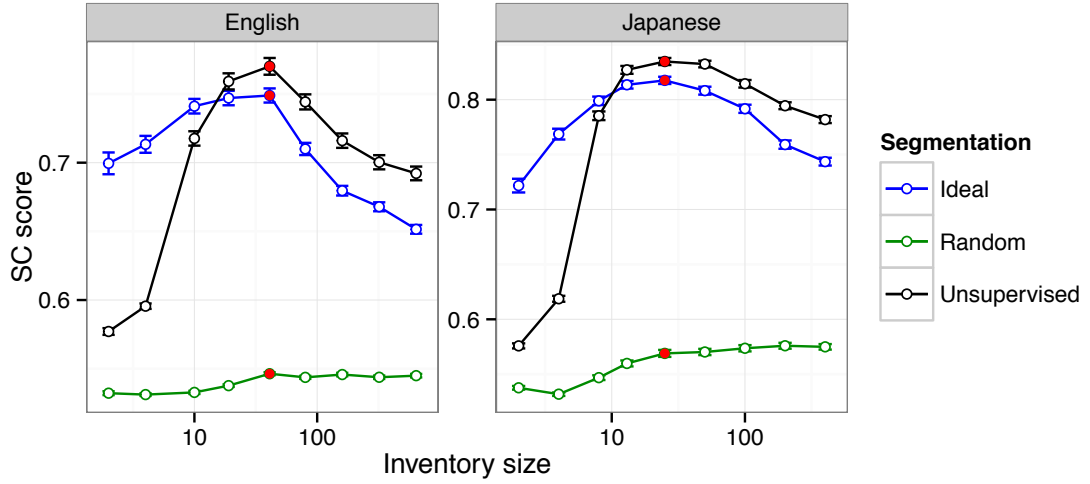 English
Japanese
SC score
0.7
0.6
0.8
0.7
0.6
10
100
10
100
Inventory size
Segmentation
Ideal
Random
Unsupervised